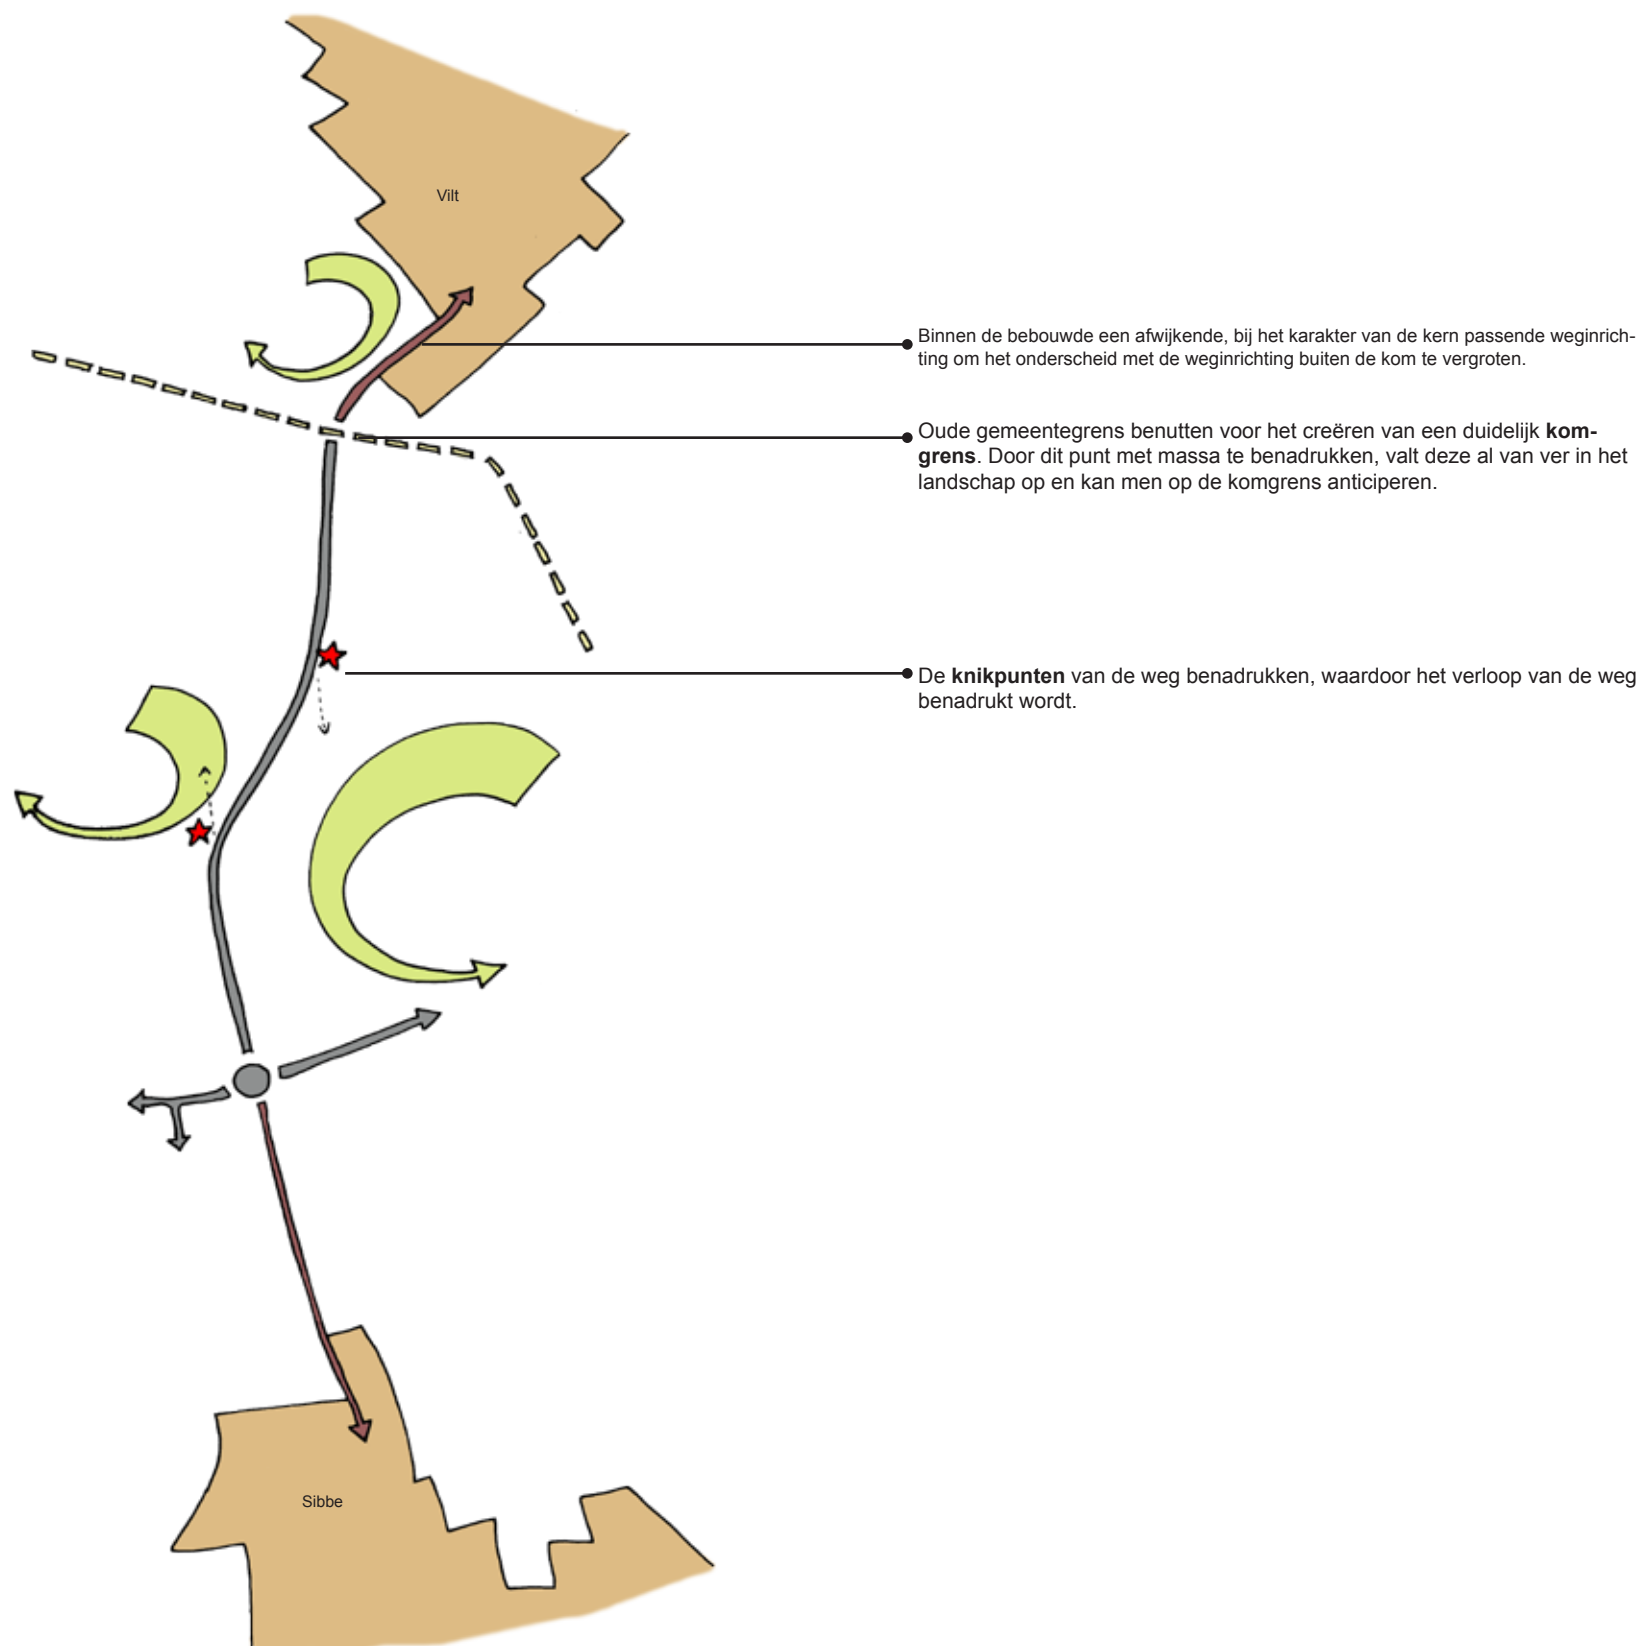 Vilt
Binnen de bebouwde een afwijkende, bij het karakter van de kern passende weginrich-
ting om het onderscheid met de weginrichting buiten de kom te vergroten.
Oude gemeentegrens benutten voor het creëren van een duidelijk kom-
grens. Door dit punt met massa te benadrukken, valt deze al van ver in het
landschap op en kan men op de komgrens anticiperen.
De knikpunten van de weg benadrukken, waardoor het verloop van de weg
benadrukt wordt.
Sibbe